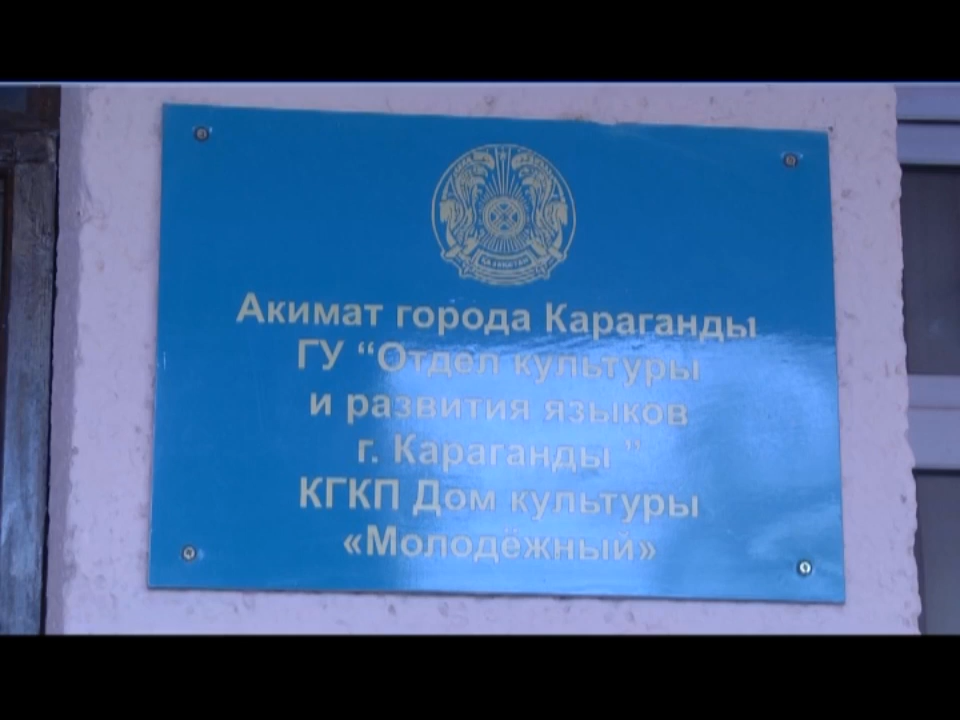 Акимат города Караганды
ГУ “Отдел культуры
и развития языков
г. Караганды ”
КГКП Дом культуры
«Молодёжный»